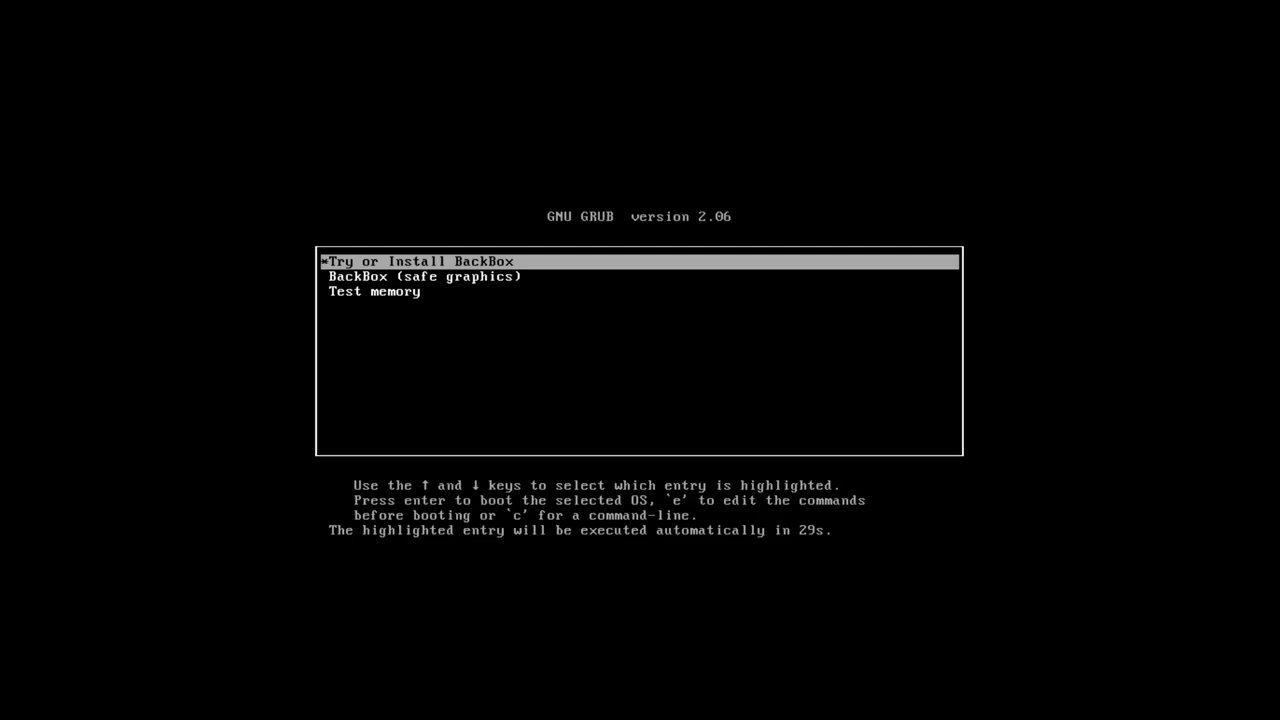 GNU GRUB  version 2.06
*Try or Install BackBox
BackBox (safe graphics)
Test memory
Use the ↑ and ↓ keys to select which entry is highlighted.
Press enter to boot the selected OS, `e' to edit the commands
before booting or `c' for a command-line.
The highlighted entry will be executed automatically in 29s.